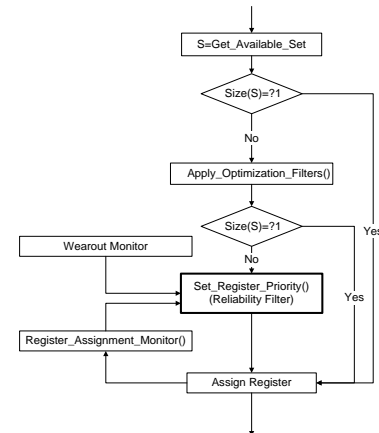 S=Get_Available_Set
Size(S)=?1
No
Apply_Optimization_Filters()
Size(S)=?1
Yes
Wearout Monitor
No
Set_Register_Priority()
(Reliability Filter)
Yes
Register_Assignment_Monitor()
Assign Register